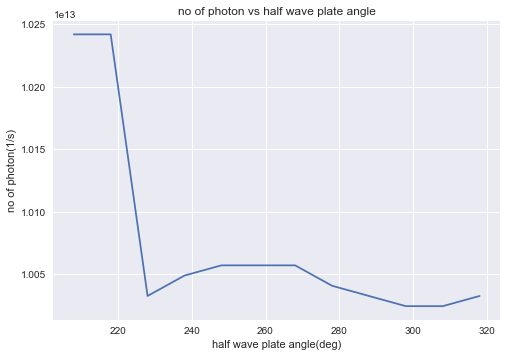 no of photon vs half wave plate angle
1e13
1.025
1.020
1.015
1.010
1.005
no of photon(1/s)
220 240 260 280 300 320
half wave plate angle(deg)